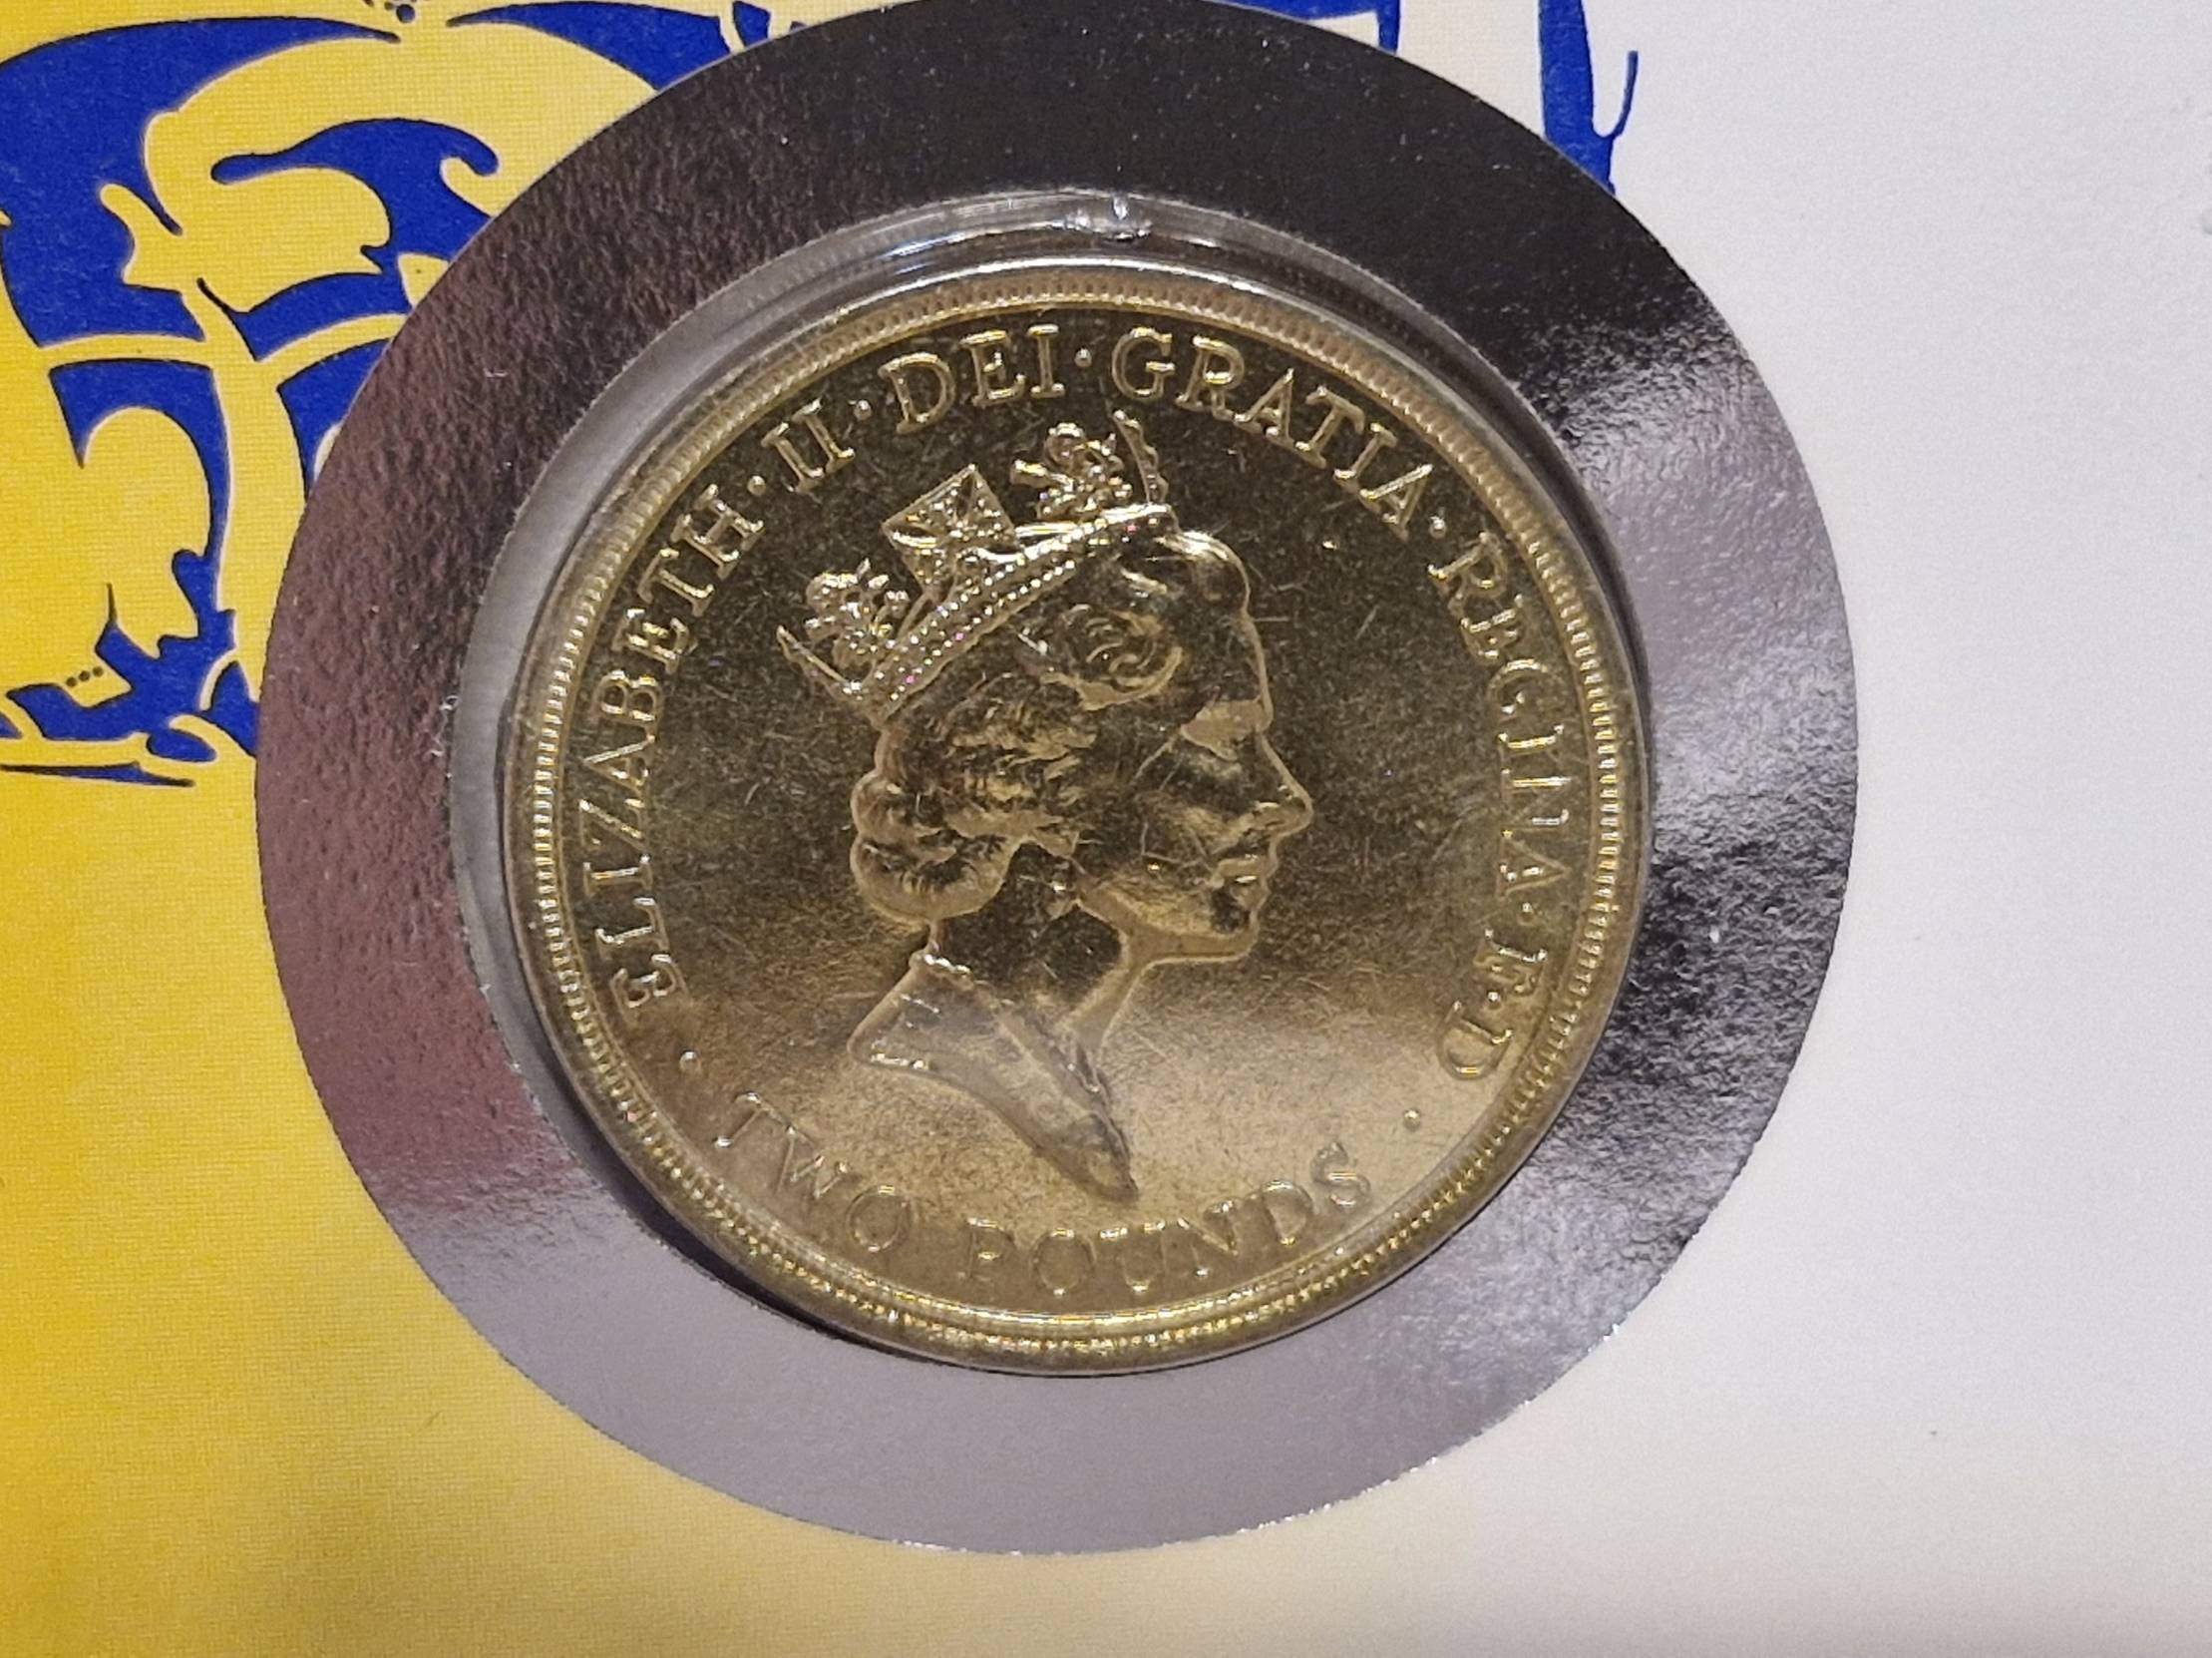 ELIZABETH·II·DEI·GRATIA·REGINA·F·D
· TWO POUNDS ·